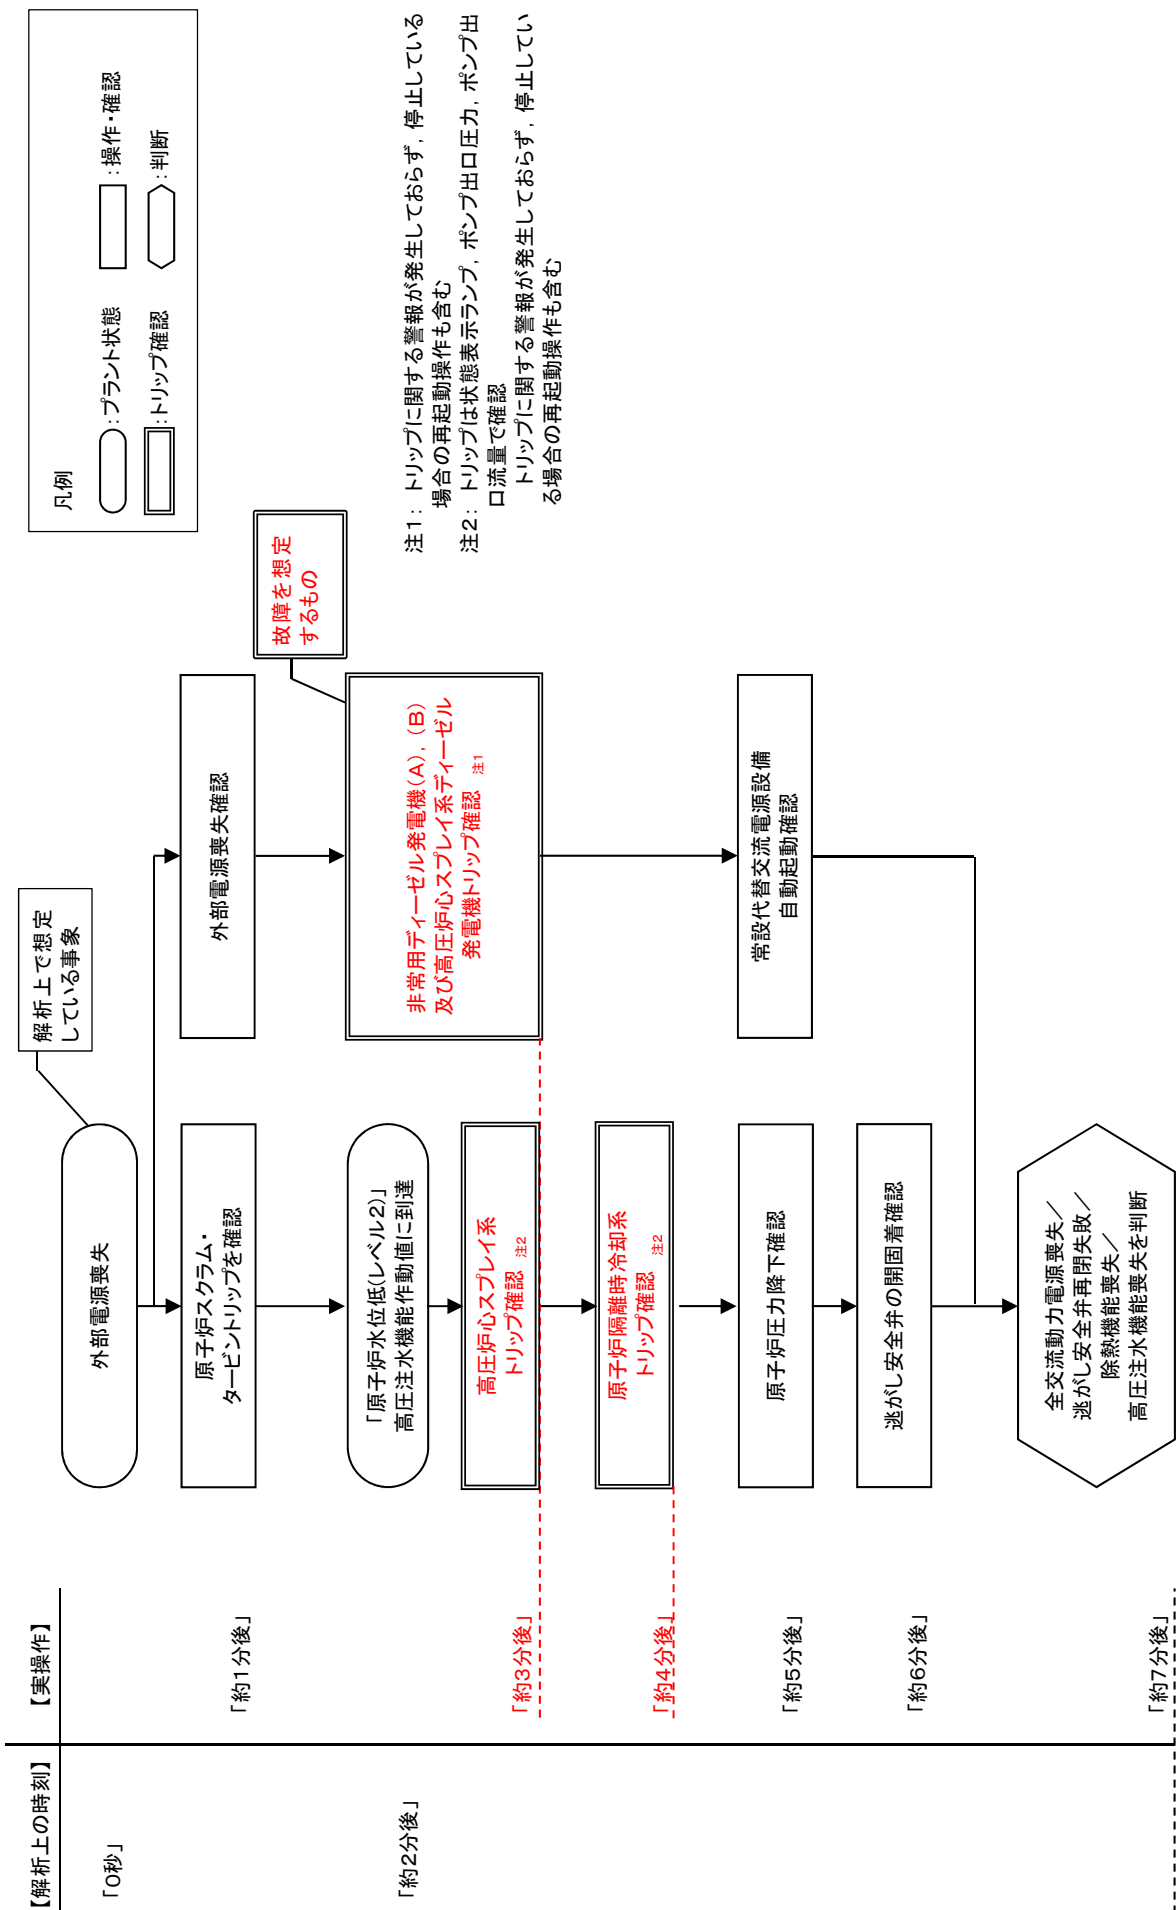 【解析上の時刻】
【実操作】
「0秒」
「約1分後」
「約2分後」
「約3分後」
「約4分後」
「約5分後」
「約6分後」
「約7分後」
解析上で想定
している事象
外部電源喪失
原子炉スクラム・
タービントリップを確認
「原子炉水位低(レベル2)」
高圧注水機能作動値に到達
高圧炉心スプレイ系
トリップ確認 注2
原子炉隔離時冷却系
トリップ確認 注2
原子炉圧力降下確認
逃がし安全弁の開固着確認
全交流動力電源喪失/
逃がし安全弁再閉失敗/
除熱機能喪失/
高圧注水機能喪失を判断
外部電源喪失確認
故障を想定
するもの
非常用ディーゼル発電機(A),(B)
及び高圧炉心スプレイ系ディーゼル
発電機トリップ確認 注1
常設代替交流電源設備
自動起動確認
凡例
:プラント状態
:操作・確認
:トリップ確認
:判断
注1: トリップに関する警報が発生しておらず,停止している
場合の再起動操作も含む
注2: トリップは状態表示ランプ,ポンプ出口圧力,ポンプ出
口流量で確認
トリップに関する警報が発生しておらず,停止してい
る場合の再起動操作も含む